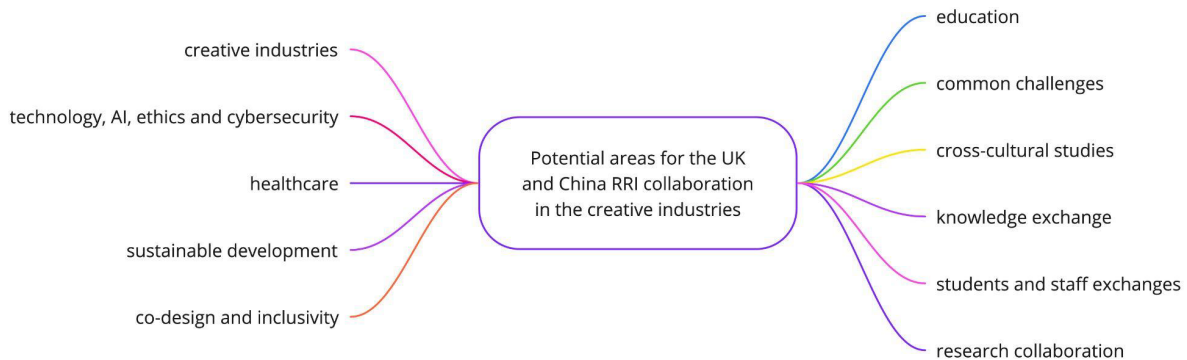 creative industries
technology, AI, ethics and cybersecurity
healthcare
sustainable development
co-design and inclusivity
Potential areas for the UK
and China RRI collaboration
in the creative industries
education
common challenges
cross-cultural studies
knowledge exchange
students and staff exchanges
research collaboration